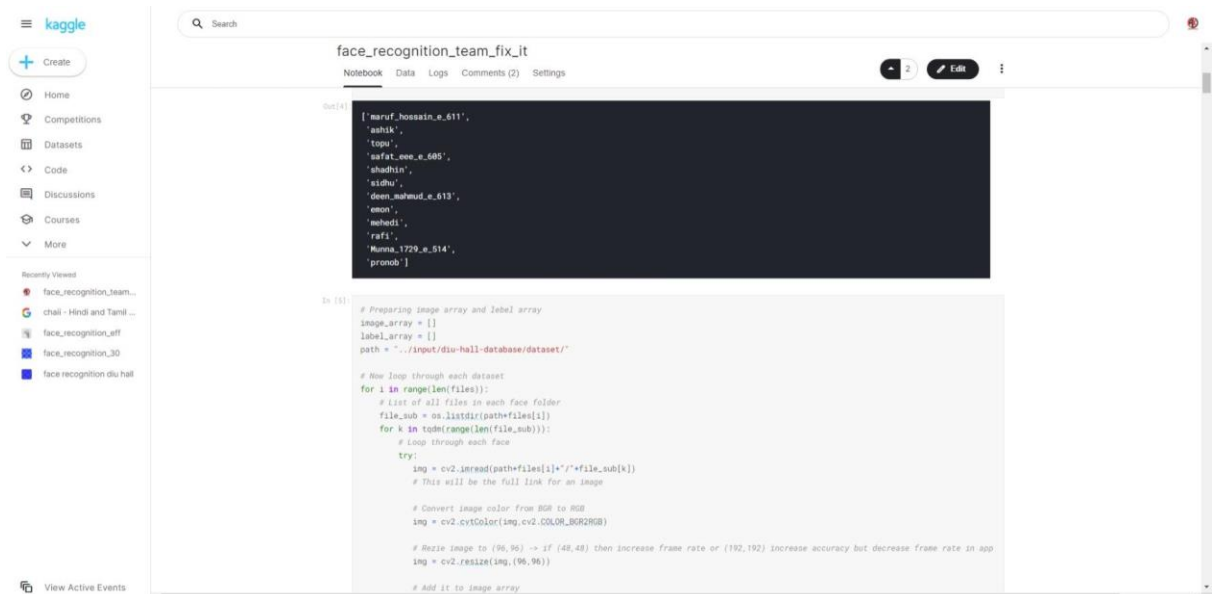 kaggle
Search
face_recognition_team_fix_it
Notebook Data Logs Comments (2) Settings
2
Edit
Create
Home
Competitions
Datasets
Code
Discussions
Courses
More
Recently Viewed
face_recognition_team...
chaii - Hindi and Tamil ...
face_recognition_eff
face_recognition_30
face recognition diu hall
View Active Events
Out[4]:
['maruf_hossain_e_611',
'ashik',
'topu',
'safat_eee_e_605',
'shadhin',
'sidhu',
'deen_mahmud_e_613',
'emon',
'mehedi',
'rafi',
'Munna_1729_e_514',
'pronob']
In [5]:
# Preparing image array and lebel array
image_array = []
label_array = []
path = "../input/diu-hall-database/dataset/"
# Now loop through each dataset
for i in range(len(files)):
# List of all files in each face folder
file_sub = os.listdir(path+files[i])
for k in tqdm(range(len(file_sub))):
# Loop through each face
try:
img = cv2.imread(path+files[i]+"/"+file_sub[k])
# This will be the full link for an image
# Convert image color from BGR to RGB
img = cv2.cvtColor(img,cv2.COLOR_BGR2RGB)
# Rezie image to (96,96) -> if (48,48) then increase frame rate or (192,192) increase accuracy but decrease frame rate in app
img = cv2.resize(img,(96,96))
# Add it to image array